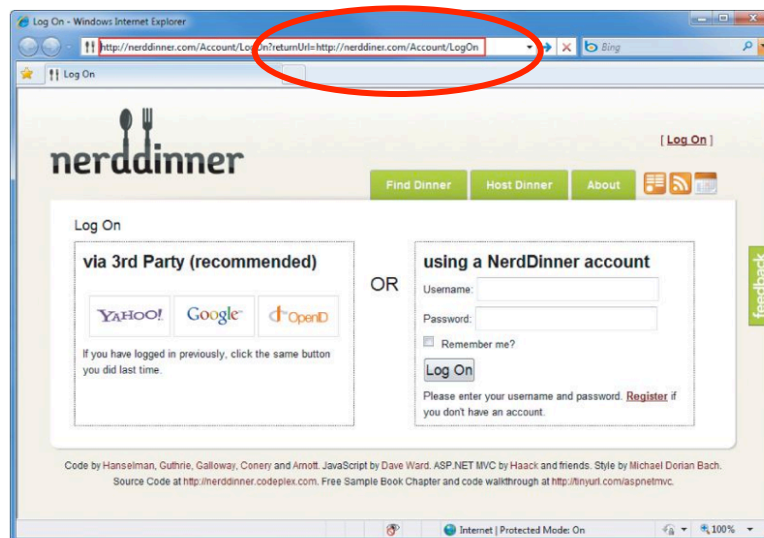 Log On - Windows Internet Explorer
http://nerddinner.com/Account/LogOn?returnUrl=http://nerddiner.com/Account/LogOn
Bing
Log On
nerddinner
[ Log On ]
Find Dinner Host Dinner About
Log On
via 3rd Party (recommended)
YAHOO! Google OpenID
If you have logged in previously, click the same button
you did last time.
OR
using a NerdDinner account
Username:
Password:
Remember me?
Log On
Please enter your username and password. Register if
you don't have an account.
feedback
Code by Hanselman, Guthrie, Galloway, Conery and Arnott. JavaScript by Dave Ward. ASP.NET MVC by Haack and friends. Style by Michael Dorian Bach.
Source Code at http://nerddinner.codeplex.com. Free Sample Book Chapter and code walkthrough at http://tinyurl.com/aspnetmvc.
Internet | Protected Mode: On
100%